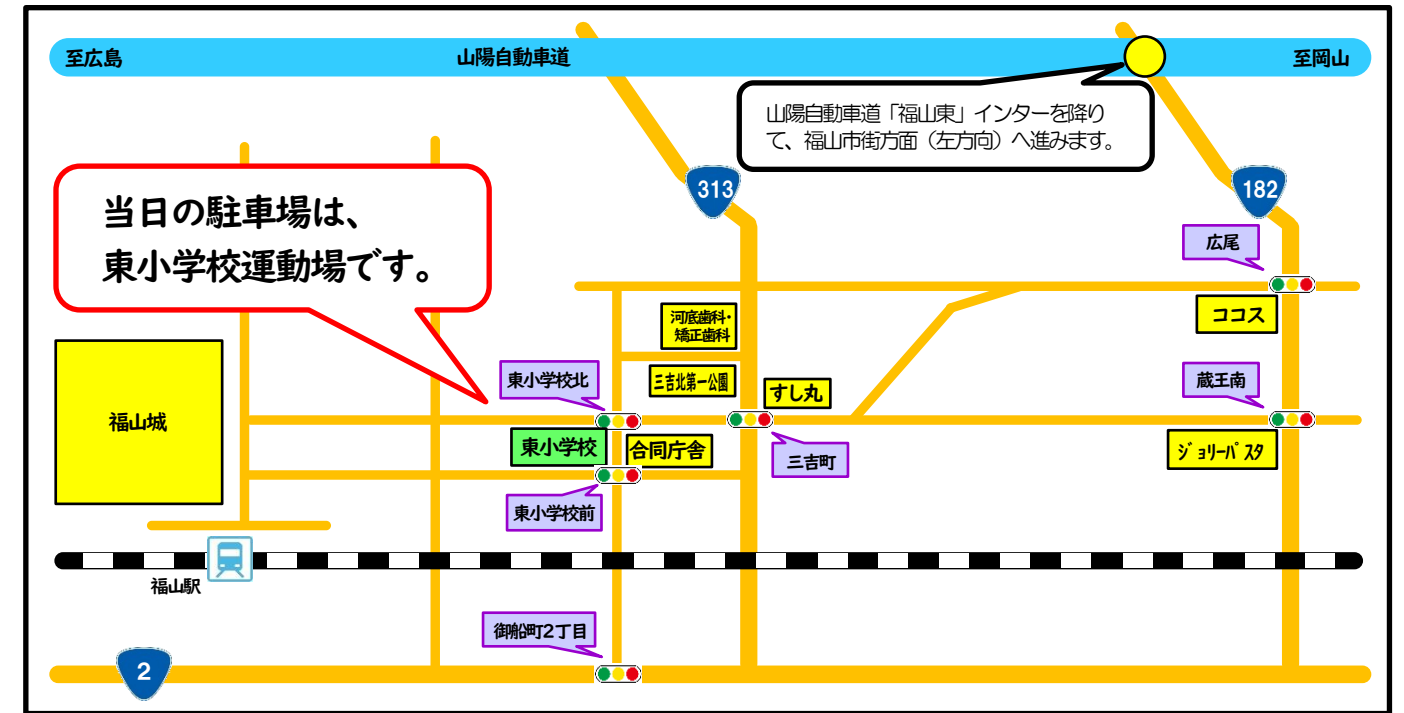 至広島
山陽自動車道
至岡山
山陽自動車道「福山東」インターを降り
て、福山市街方面（左方向）へ進みます。
313
182
当日の駐車場は、
東小学校運動場です。
広尾
ココス
河底歯科・
矯正歯科
東小学校北
三吉北第一公園
すし丸
蔵王南
福山城
東小学校
合同庁舎
三吉町
ジョリーパスタ
東小学校前
福山駅
御船町2丁目
2